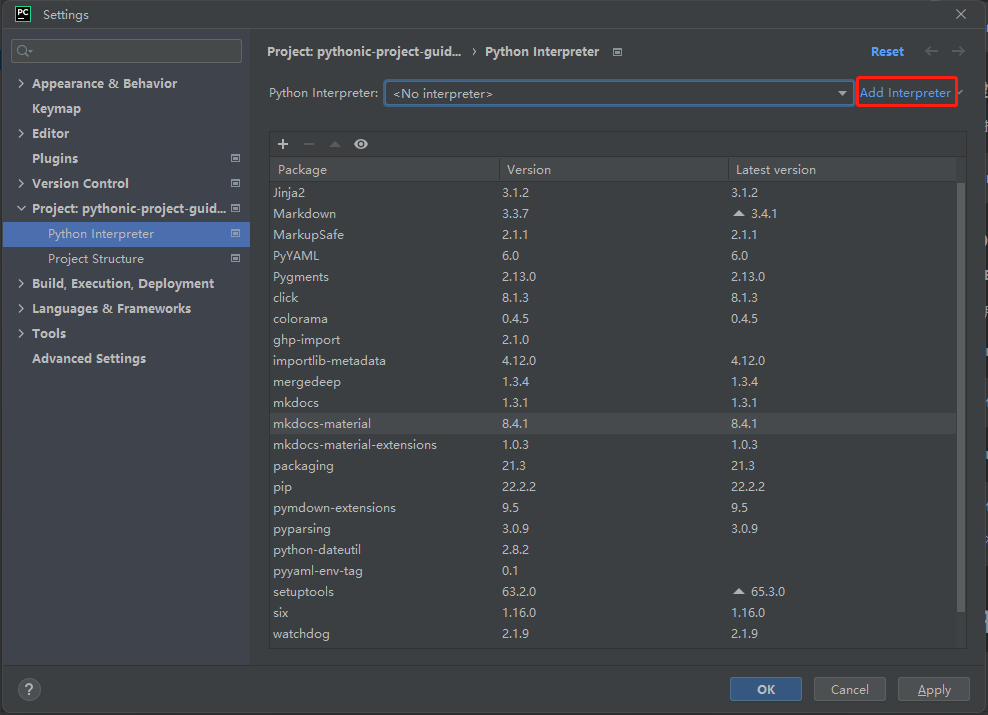 PC Settings
Project: pythonic-project-guid... › Python Interpreter Reset
Appearance & Behavior
Keymap
Editor
Plugins
Version Control
Project: pythonic-project-guid...
Python Interpreter
Project Structure
Build, Execution, Deployment
Languages & Frameworks
Tools
Advanced Settings
Python Interpreter: <No interpreter> Add Interpreter
Package Version Latest version
Jinja2 3.1.2 3.1.2
Markdown 3.3.7 3.4.1
MarkupSafe 2.1.1 2.1.1
PyYAML 6.0 6.0
Pygments 2.13.0 2.13.0
click 8.1.3 8.1.3
colorama 0.4.5 0.4.5
ghp-import 2.1.0
importlib-metadata 4.12.0 4.12.0
mergedeep 1.3.4 1.3.4
mkdocs 1.3.1 1.3.1
mkdocs-material 8.4.1 8.4.1
mkdocs-material-extensions 1.0.3 1.0.3
packaging 21.3 21.3
pip 22.2.2 22.2.2
pymdown-extensions 9.5 9.5
pyparsing 3.0.9 3.0.9
python-dateutil 2.8.2
pyyaml-env-tag 0.1
setuptools 63.2.0 65.3.0
six 1.16.0 1.16.0
watchdog 2.1.9 2.1.9
? OK Cancel Apply